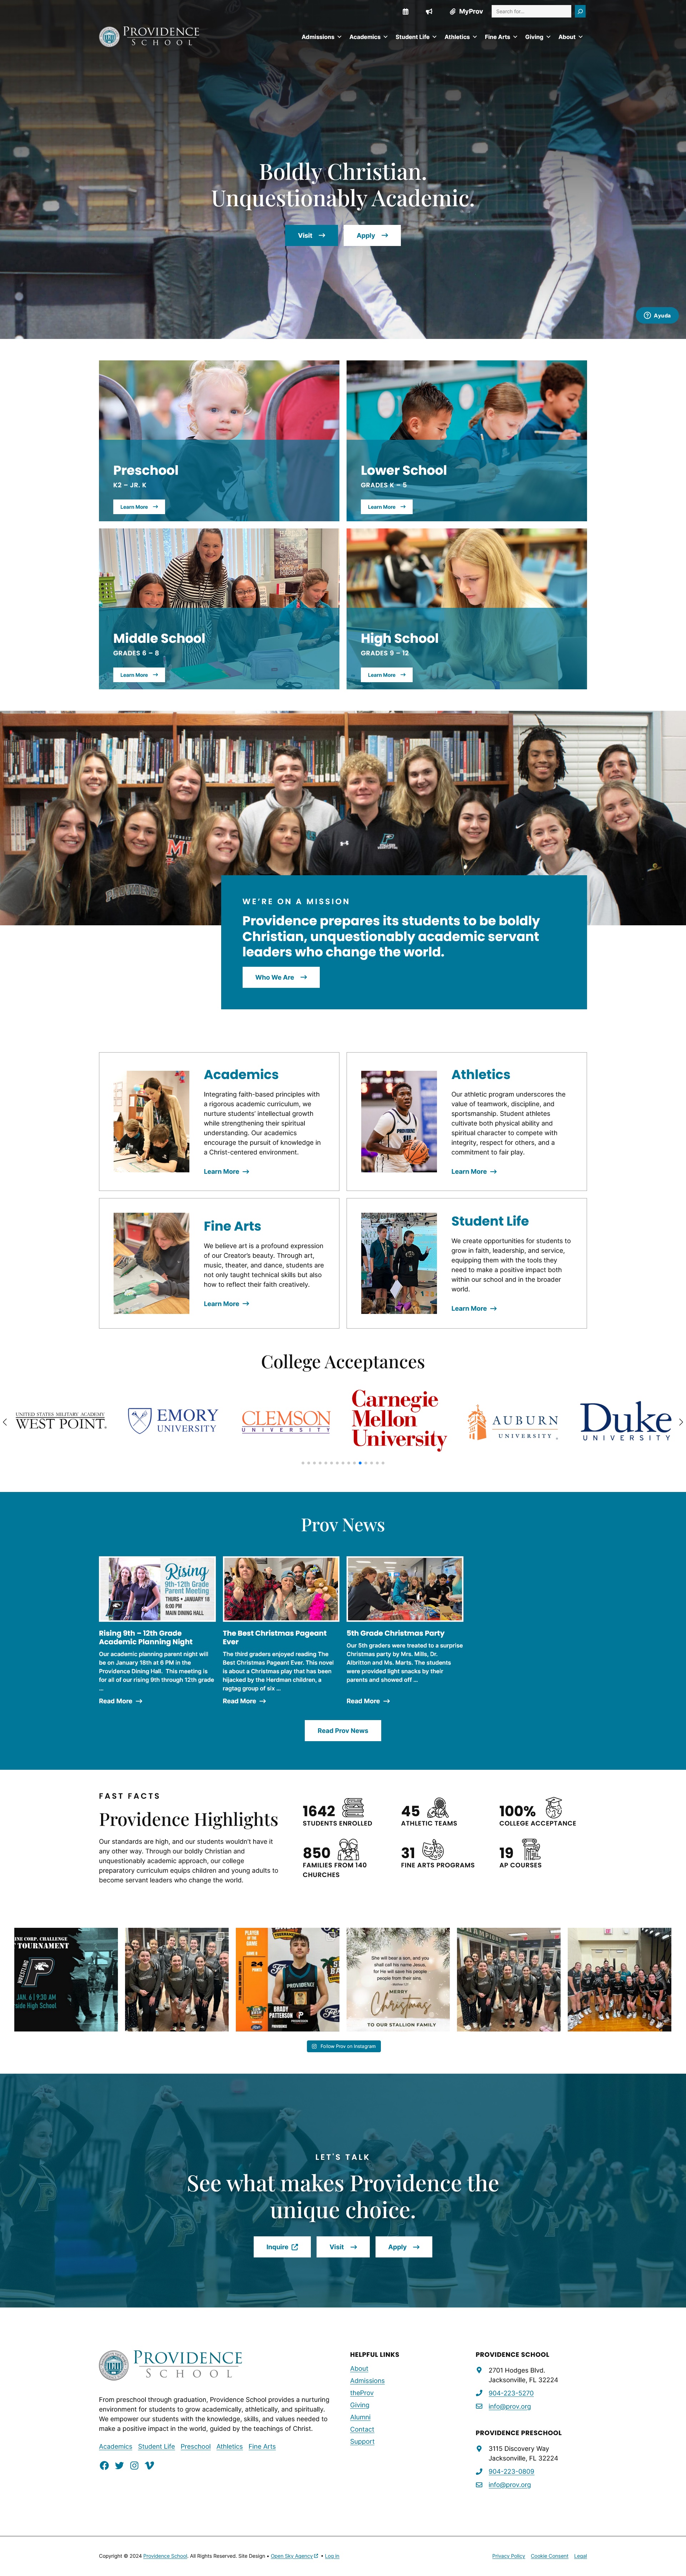 MyProv
Search for...
PROVIDENCE
SCHOOL
Admissions
Academics
Student Life
Athletics
Fine Arts
Giving
About
Boldly Christian.
Unquestionably Academic.
Visit
Apply
Ayuda
Preschool
K2 – JR. K
Learn More
Lower School
GRADES K – 5
Learn More
Middle School
GRADES 6 – 8
Learn More
High School
GRADES 9 – 12
Learn More
WE'RE ON A MISSION
Providence prepares its students to be boldly
Christian, unquestionably academic servant
leaders who change the world.
Who We Are
Academics
Integrating faith-based principles with
a rigorous academic curriculum, we
nurture students' intellectual growth
while strengthening their spiritual
understanding. Our academics
encourage the pursuit of knowledge in
a Christ-centered environment.
Learn More
Athletics
Our athletic program underscores the
value of teamwork, discipline, and
sportsmanship. Student athletes
cultivate both physical ability and
spiritual character to compete with
integrity, respect for others, and a
commitment to fair play.
Learn More
Fine Arts
We believe art is a profound expression
of our Creator's beauty. Through art,
music, theater, and dance, students are
not only taught technical skills but also
how to reflect their faith creatively.
Learn More
Student Life
We create opportunities for students to
grow in faith, leadership, and service,
equipping them with the tools they
need to make a positive impact both
within our school and in the broader
world.
Learn More
College Acceptances
UNITED STATES MILITARY ACADEMY
WEST POINT.
EMORY
UNIVERSITY
CLEMSON
UNIVERSITY
Carnegie
Mellon
University
AUBURN
UNIVERSITY
Duke
UNIVERSITY
Prov News
Rising
9th-12th Grade
Parent Meeting
THURS • JANUARY 18
6:00 PM
MAIN DINING HALL
Rising 9th – 12th Grade
Academic Planning Night
Our academic planning parent night will
be on January 18th at 6 PM in the
Providence Dining Hall. This meeting is
for all of our rising 9th through 12th grade
...
Read More
The Best Christmas Pageant
Ever
The third graders enjoyed reading The
Best Christmas Pageant Ever. This novel
is about a Christmas play that has been
hijacked by the Herdman children, a
ragtag group of six ...
Read More
5th Grade Christmas Party
Our 5th graders were treated to a surprise
Christmas party by Mrs. Mills, Dr.
Albritton and Ms. Marts. The students
were provided light snacks by their
parents and showed off ...
Read More
Read Prov News
FAST FACTS
Providence Highlights
Our standards are high, and our students wouldn't have it
any other way. Through our boldly Christian and
unquestionably academic approach, our college
preparatory curriculum equips children and young adults to
become servant leaders who change the world.
1642
STUDENTS ENROLLED
45
ATHLETIC TEAMS
100%
COLLEGE ACCEPTANCE
850
FAMILIES FROM 140
CHURCHES
31
FINE ARTS PROGRAMS
19
AP COURSES
INE CORP. CHALLENGE
TOURNAMENT
WRESTLING
JAN. 6 | 9:30 AM
side High School
PLAYER
OF THE
GAME
24
BRADY
PATTERSON
She will bear a son, and you
shall call his name Jesus,
for He will save his people
people from their sins.
MERRY
Christmas
TO OUR STALLION FAMILY
Follow Prov on Instagram
LET'S TALK
See what makes Providence the
unique choice.
Inquire
Visit
Apply
PROVIDENCE
SCHOOL
From preschool through graduation, Providence School provides a nurturing
environment for students to grow academically, athletically, and spiritually.
We empower our students with the knowledge, skills, and values needed to
make a positive impact in the world, guided by the teachings of Christ.
Academics
Student Life
Preschool
Athletics
Fine Arts
HELPFUL LINKS
About
Admissions
theProv
Giving
Alumni
Contact
Support
PROVIDENCE SCHOOL
2701 Hodges Blvd.
Jacksonville, FL 32224
904-223-5270
info@prov.org
PROVIDENCE PRESCHOOL
3115 Discovery Way
Jacksonville, FL 32224
904-223-0809
info@prov.org
Copyright © 2024 Providence School. All Rights Reserved. Site Design • Open Sky Agency • Log In
Privacy Policy
Cookie Consent
Legal